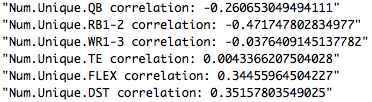 "Num.Unique.QB correlation: -0.260653049494111"
"Num.Unique.RB1-2 correlation: -0.471747802834977"
"Num.Unique.WR1-3 correlation: -0.0376409145137782"
"Num.Unique.TE correlation: 0.0043366207504028"
"Num.Unique.FLEX correlation: 0.34455964504227"
"Num.Unique.DST correlation: 0.35157803549025"